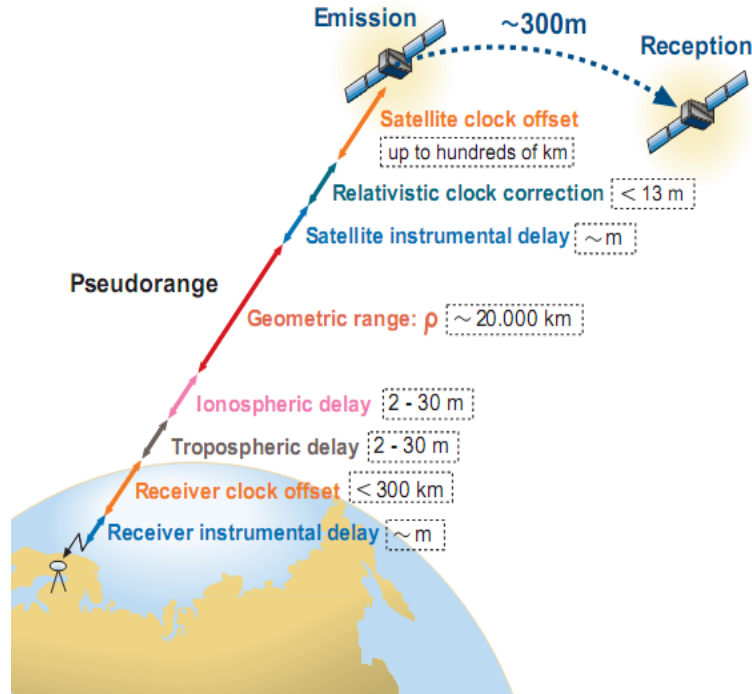 Emission
~300m
Reception
Satellite clock offset
up to hundreds of km
Relativistic clock correction < 13 m
Satellite instrumental delay ~ m
Pseudorange
Geometric range: ρ ~ 20.000 km
Ionospheric delay 2 - 30 m
Tropospheric delay 2 - 30 m
Receiver clock offset < 300 km
Receiver instrumental delay ~ m